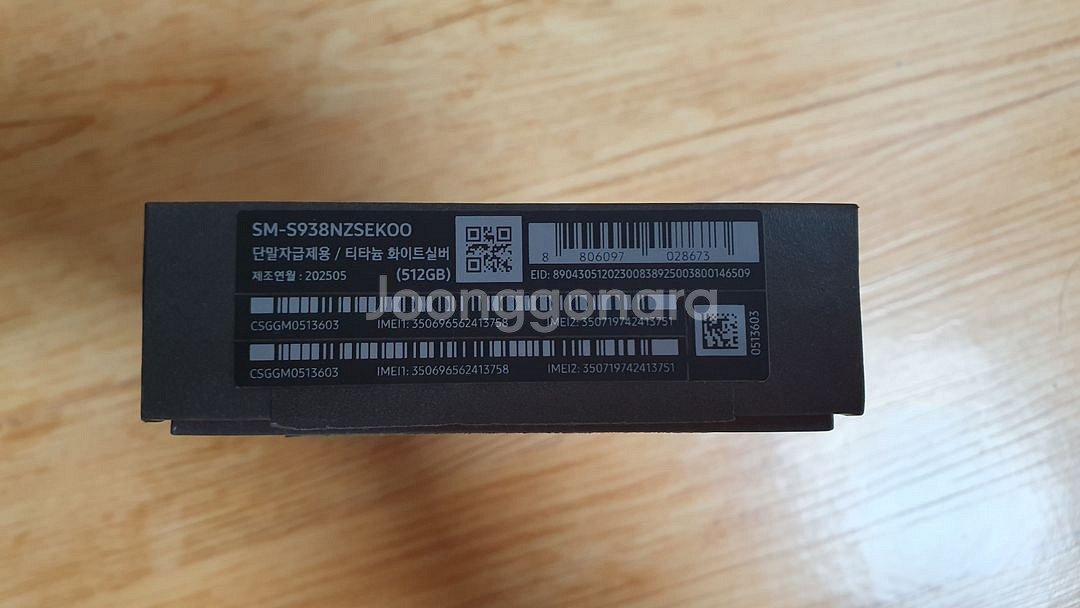 SM-S938NZSEKOO
단말자급제용 / 티타늄 화이트실버
제조연월 : 202505 (512GB)
8 806097 028673
EID: 89043051202300838925003800146509
Joonggonara
CSGGM0513603 IMEI1: 350696562413758 IMEI2: 350719742413751
0513603
CSGGM0513603 IMEI1: 350696562413758 IMEI2: 350719742413751